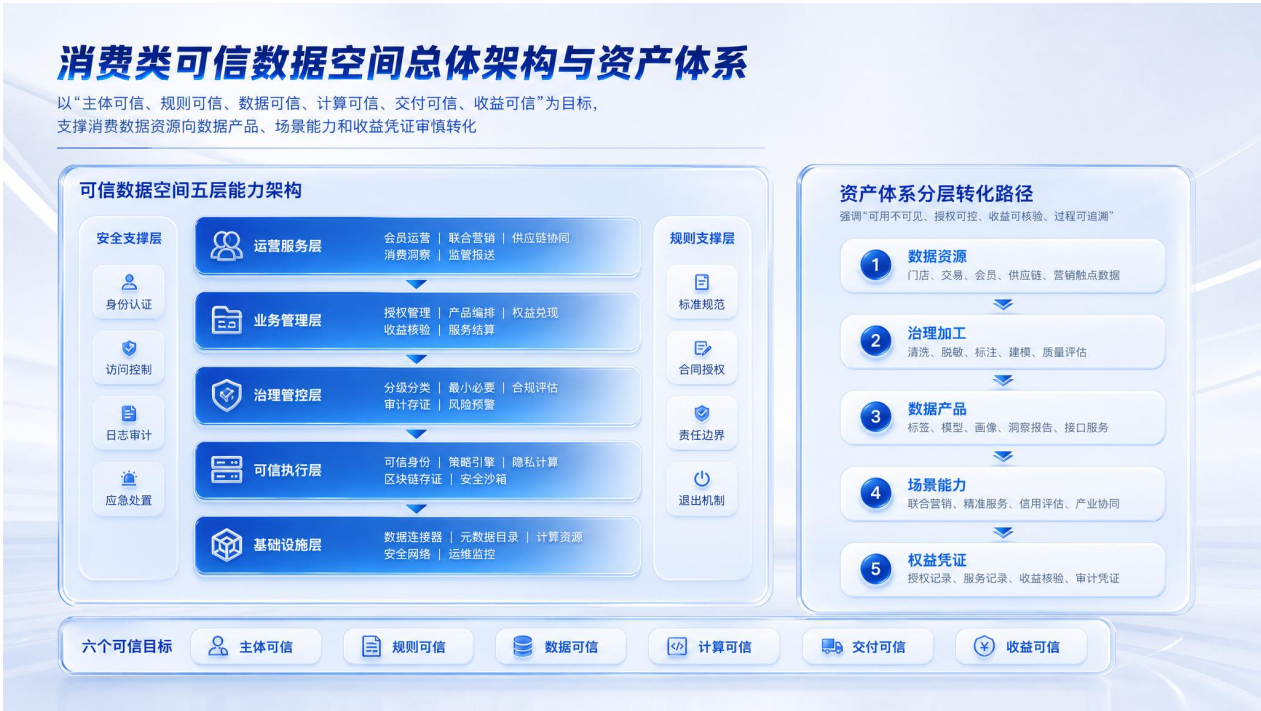 消费类可信数据空间总体架构与资产体系
以“主体可信、规则可信、数据可信、计算可信、交付可信、收益可信”为目标,
支撑消费数据资源向数据产品、场景能力和收益凭证审慎转化
可信数据空间五层能力架构
安全支撑层
身份认证
访问控制
日志审计
应急处置
运营服务层
会员运营 | 联合营销 | 供应链协同
消费洞察 | 监管报送
业务管理层
授权管理 | 产品编排 | 权益兑现
收益核验 | 服务结算
治理管控层
分级分类 | 最小必要 | 合规评估
审计存证 | 风险预警
可信执行层
可信身份 | 策略引擎 | 隐私计算
区块链存证 | 安全沙箱
基础设施层
数据连接器 | 元数据目录 | 计算资源
安全网络 | 运维监控
规则支撑层
标准规范
合同授权
责任边界
退出机制
资产体系分层转化路径
强调“可用不可见、授权可控、收益可核验、过程可追溯”
1
数据资源
门店、交易、会员、供应链、营销触点数据
2
治理加工
清洗、脱敏、标注、建模、质量评估
3
数据产品
标签、模型、画像、洞察报告、接口服务
4
场景能力
联合营销、精准服务、信用评估、产业协同
5
权益凭证
授权记录、服务记录、收益核验、审计凭证
六个可信目标
主体可信
规则可信
数据可信
计算可信
交付可信
收益可信